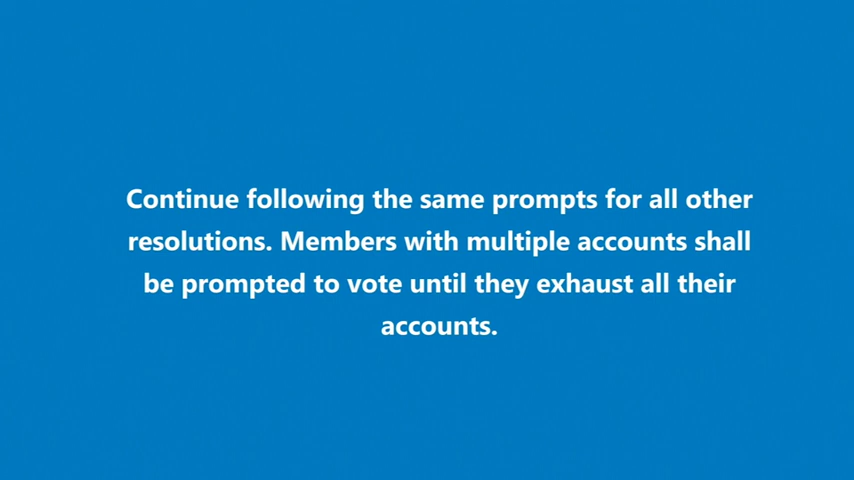 Continue following the same prompts for all other
resolutions. Members with multiple accounts shall
be prompted to vote until they exhaust all their
accounts.